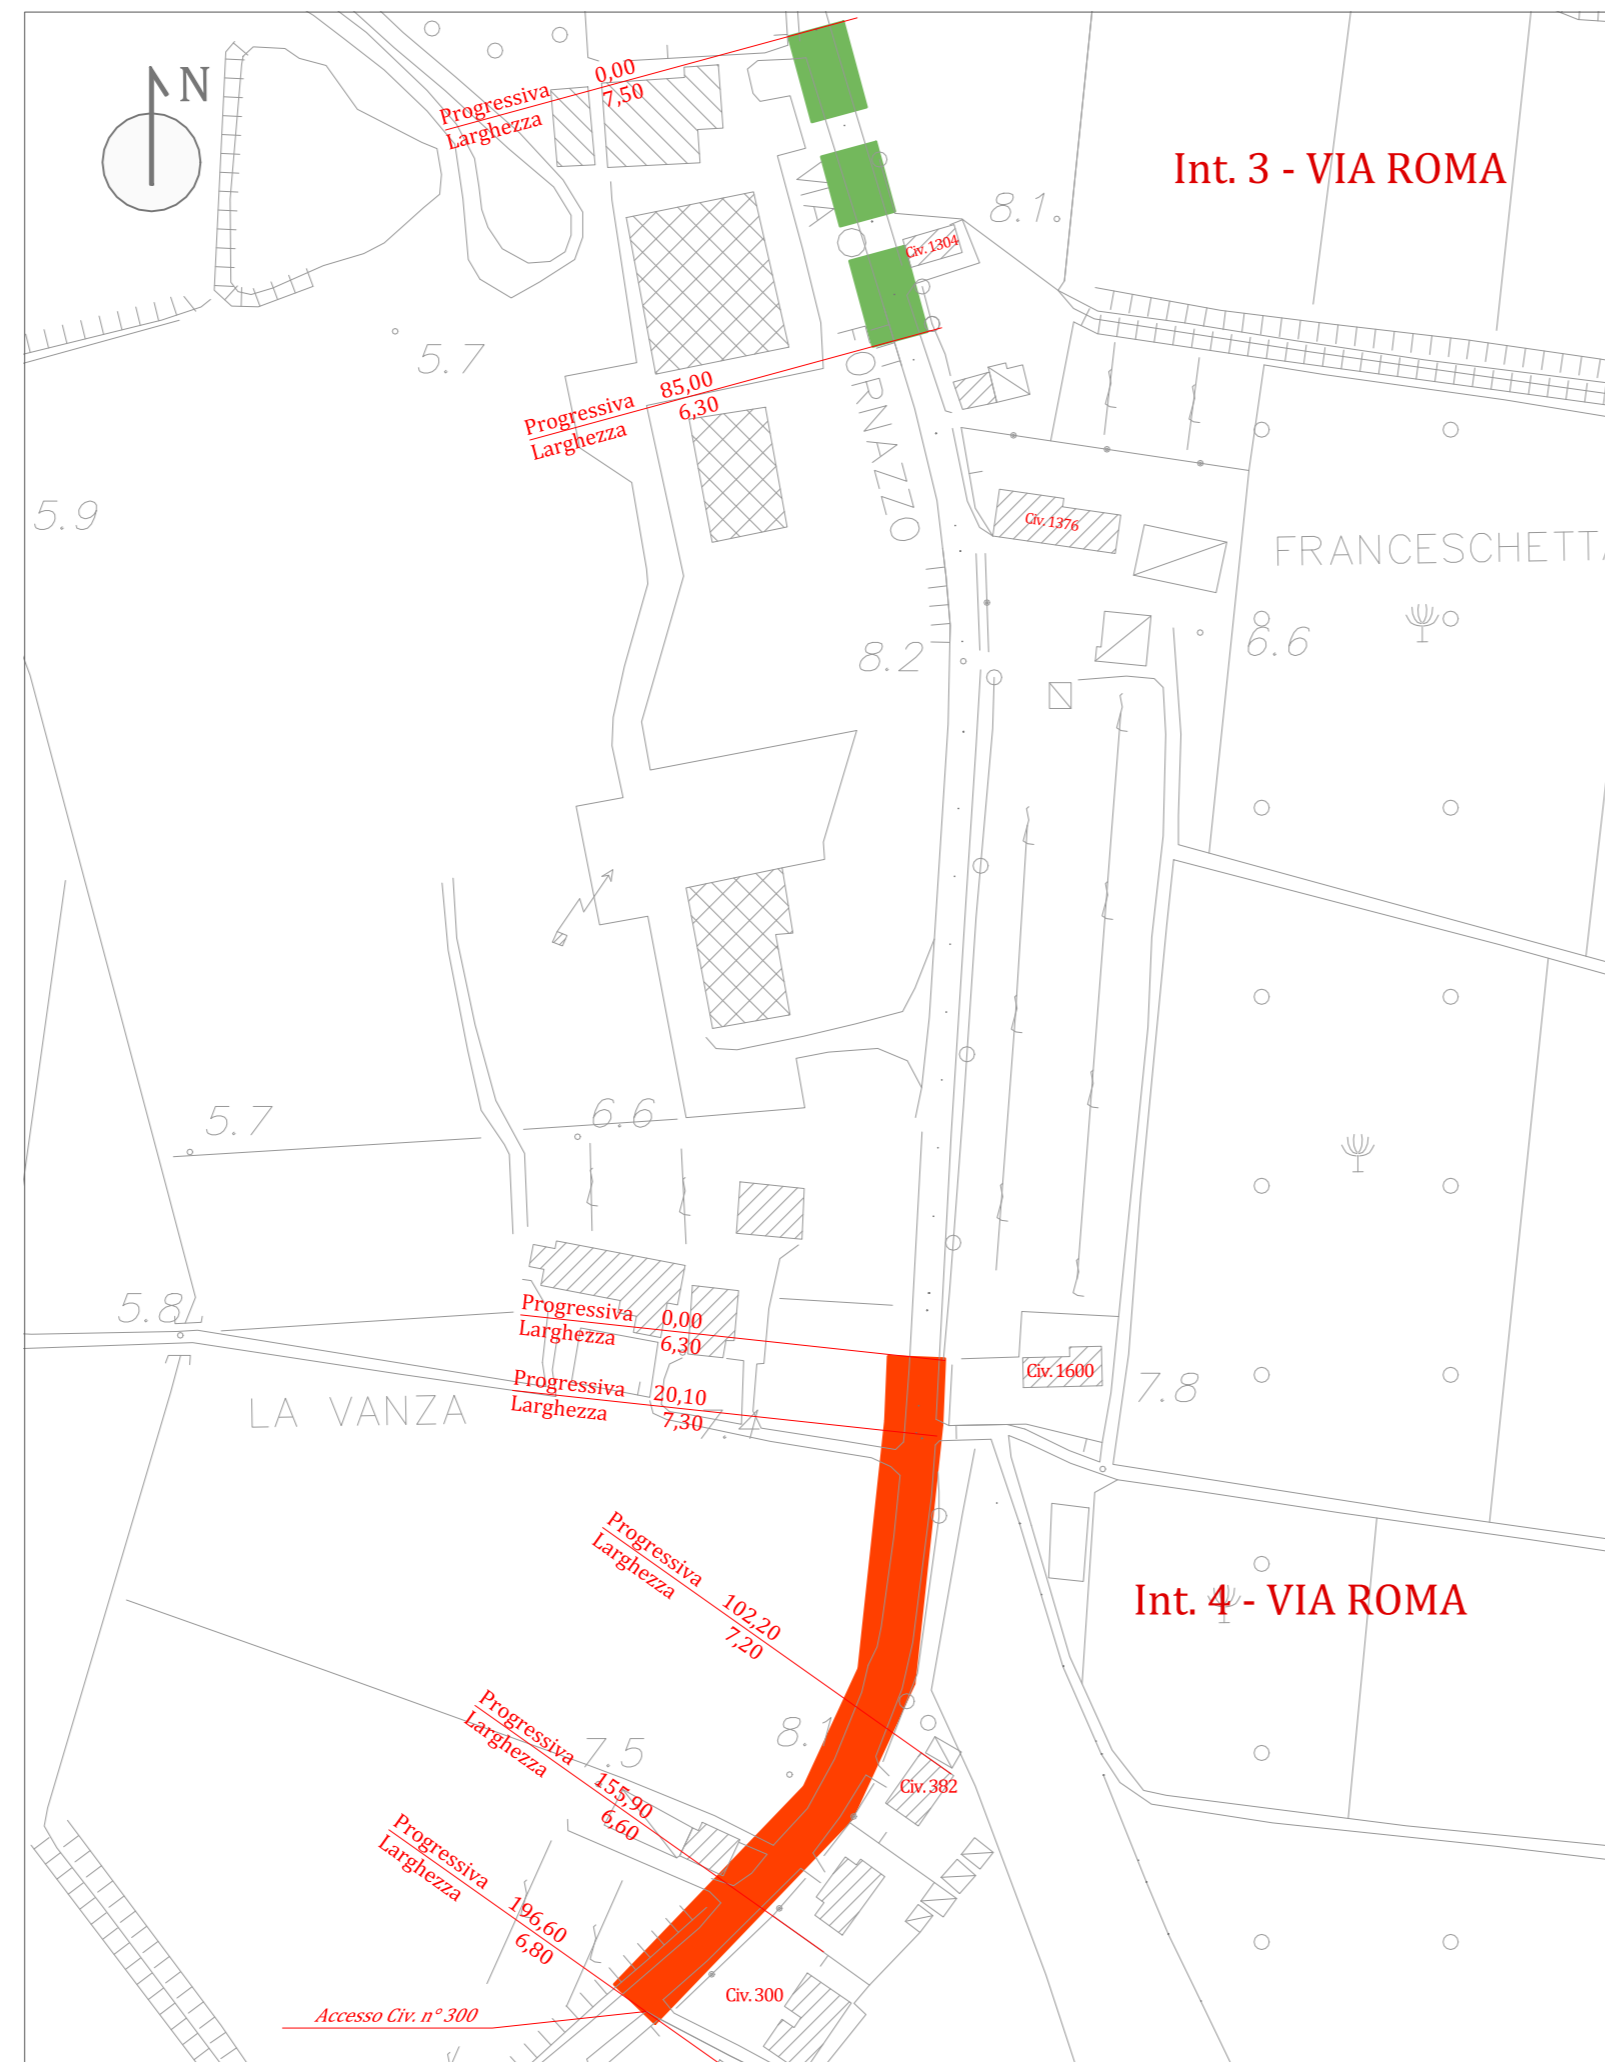 N
Progressiva 0,00
Larghezza 7,50
Int. 3 - VIA ROMA
8.1
Civ. 1304
5.7
Progressiva 85,00
Larghezza 6,30
FORNAZZO
5.9
Civ. 1376
FRANCESCHETTA
8.2
6.6
5.7
6.6
5.8
Progressiva 0,00
Larghezza 6,30
Civ. 1600
Progressiva 20,10
Larghezza 7,30
7.8
LA VANZA
Progressiva 102,20
Larghezza 7,20
Int. 4 - VIA ROMA
Progressiva 155,90
Larghezza 6,60
7.5
8.1
Civ. 382
Progressiva 196,60
Larghezza 6,80
Civ. 300
Accesso Civ. n° 300